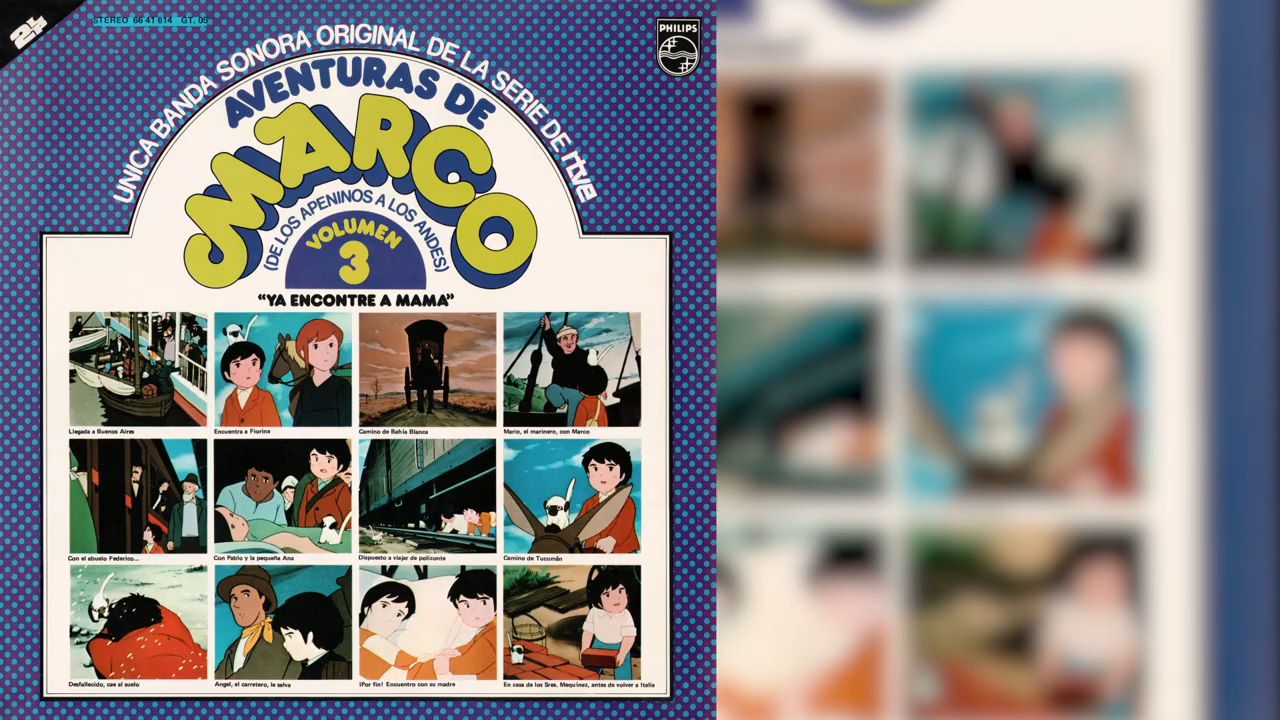 2LP
STEREO 66 41 614 GT. 05
PHILIPS
UNICA BANDA SONORA ORIGINAL DE LA SERIE DE rtve
AVENTURAS DE
MARCO
(DE LOS APENINOS A LOS ANDES)
VOLUMEN
3
"YA ENCONTRE A MAMA"
Llegada a Buenos Aires
Encuentra a Fiorina
Camino de Bahía Blanca
Mario, el marinero, con Marco
Con el abuelo Federico...
Con Pablo y la pequeña Ana
Dispuesto a viajar de polizonte
Camino de Tucumán
Desfallecido, cae al suelo
Angel, el carretero, le salva
¡Por fin! Encuentro con su madre
En casa de los Sres. Mequinez, antes de volver a Italia